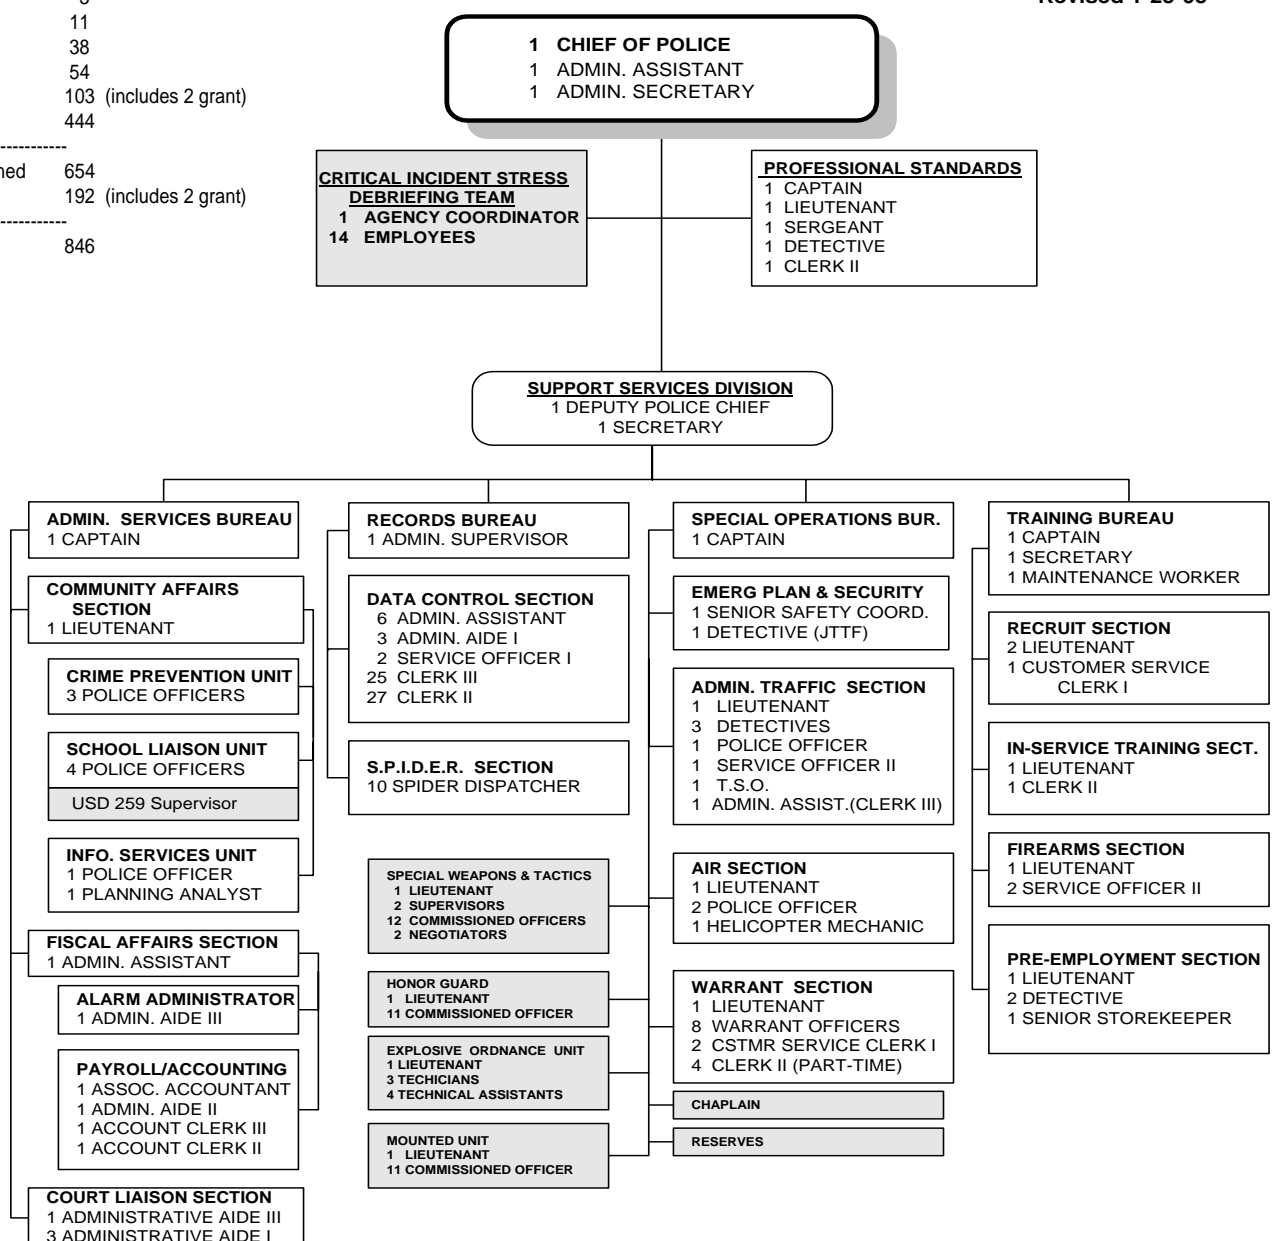 11
38
54
103 (includes 2 grant)
444
-----------
654
192 (includes 2 grant)
-----------
846
1 CHIEF OF POLICE
1 ADMIN. ASSISTANT
1 ADMIN. SECRETARY
CRITICAL INCIDENT STRESS
DEBRIEFING TEAM
1 AGENCY COORDINATOR
14 EMPLOYEES
PROFESSIONAL STANDARDS
1 CAPTAIN
1 LIEUTENANT
1 SERGEANT
1 DETECTIVE
1 CLERK II
SUPPORT SERVICES DIVISION
1 DEPUTY POLICE CHIEF
1 SECRETARY
ADMIN. SERVICES BUREAU
1 CAPTAIN
COMMUNITY AFFAIRS
SECTION
1 LIEUTENANT
CRIME PREVENTION UNIT
3 POLICE OFFICERS
SCHOOL LIAISON UNIT
4 POLICE OFFICERS
USD 259 Supervisor
INFO. SERVICES UNIT
1 POLICE OFFICER
1 PLANNING ANALYST
FISCAL AFFAIRS SECTION
1 ADMIN. ASSISTANT
ALARM ADMINISTRATOR
1 ADMIN. AIDE III
PAYROLL/ACCOUNTING
1 ASSOC. ACCOUNTANT
1 ADMIN. AIDE II
1 ACCOUNT CLERK III
1 ACCOUNT CLERK II
COURT LIAISON SECTION
1 ADMINISTRATIVE AIDE III
3 ADMINISTRATIVE AIDE I
RECORDS BUREAU
1 ADMIN. SUPERVISOR
DATA CONTROL SECTION
6 ADMIN. ASSISTANT
3 ADMIN. AIDE I
2 SERVICE OFFICER I
25 CLERK III
27 CLERK II
S.P.I.D.E.R. SECTION
10 SPIDER DISPATCHER
SPECIAL WEAPONS & TACTICS
1 LIEUTENANT
2 SUPERVISORS
12 COMMISSIONED OFFICERS
2 NEGOTIATORS
HONOR GUARD
1 LIEUTENANT
11 COMMISSIONED OFFICER
EXPLOSIVE ORDNANCE UNIT
1 LIEUTENANT
3 TECHICIANS
4 TECHNICAL ASSISTANTS
MOUNTED UNIT
1 LIEUTENANT
11 COMMISSIONED OFFICER
SPECIAL OPERATIONS BUR.
1 CAPTAIN
EMERG PLAN & SECURITY
1 SENIOR SAFETY COORD.
1 DETECTIVE (JTTF)
ADMIN. TRAFFIC SECTION
1 LIEUTENANT
3 DETECTIVES
1 POLICE OFFICER
1 SERVICE OFFICER II
1 T.S.O.
1 ADMIN. ASSIST.(CLERK III)
AIR SECTION
1 LIEUTENANT
2 POLICE OFFICER
1 HELICOPTER MECHANIC
WARRANT SECTION
1 LIEUTENANT
8 WARRANT OFFICERS
2 CSTMR SERVICE CLERK I
4 CLERK II (PART-TIME)
CHAPLAIN
RESERVES
TRAINING BUREAU
1 CAPTAIN
1 SECRETARY
1 MAINTENANCE WORKER
RECRUIT SECTION
2 LIEUTENANT
1 CUSTOMER SERVICE
CLERK I
IN-SERVICE TRAINING SECT.
1 LIEUTENANT
1 CLERK II
FIREARMS SECTION
1 LIEUTENANT
2 SERVICE OFFICER II
PRE-EMPLOYMENT SECTION
1 LIEUTENANT
2 DETECTIVE
1 SENIOR STOREKEEPER